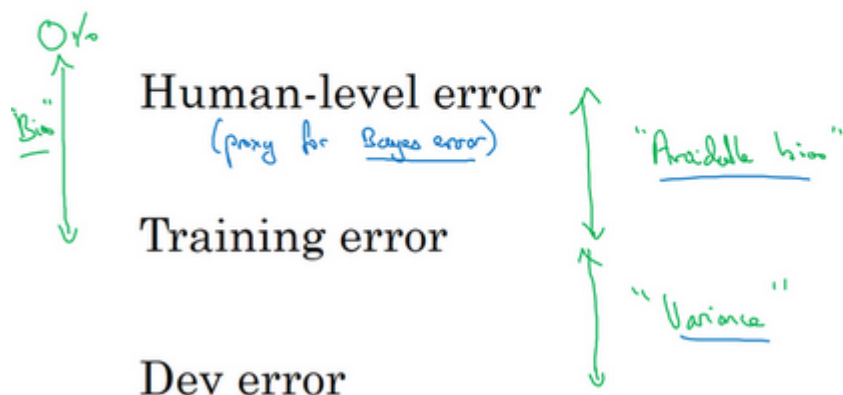 0%
Human-level error
"Bias"
(proxy for Bayes error)
"Avoidable bias"
Training error
"Variance"
Dev error